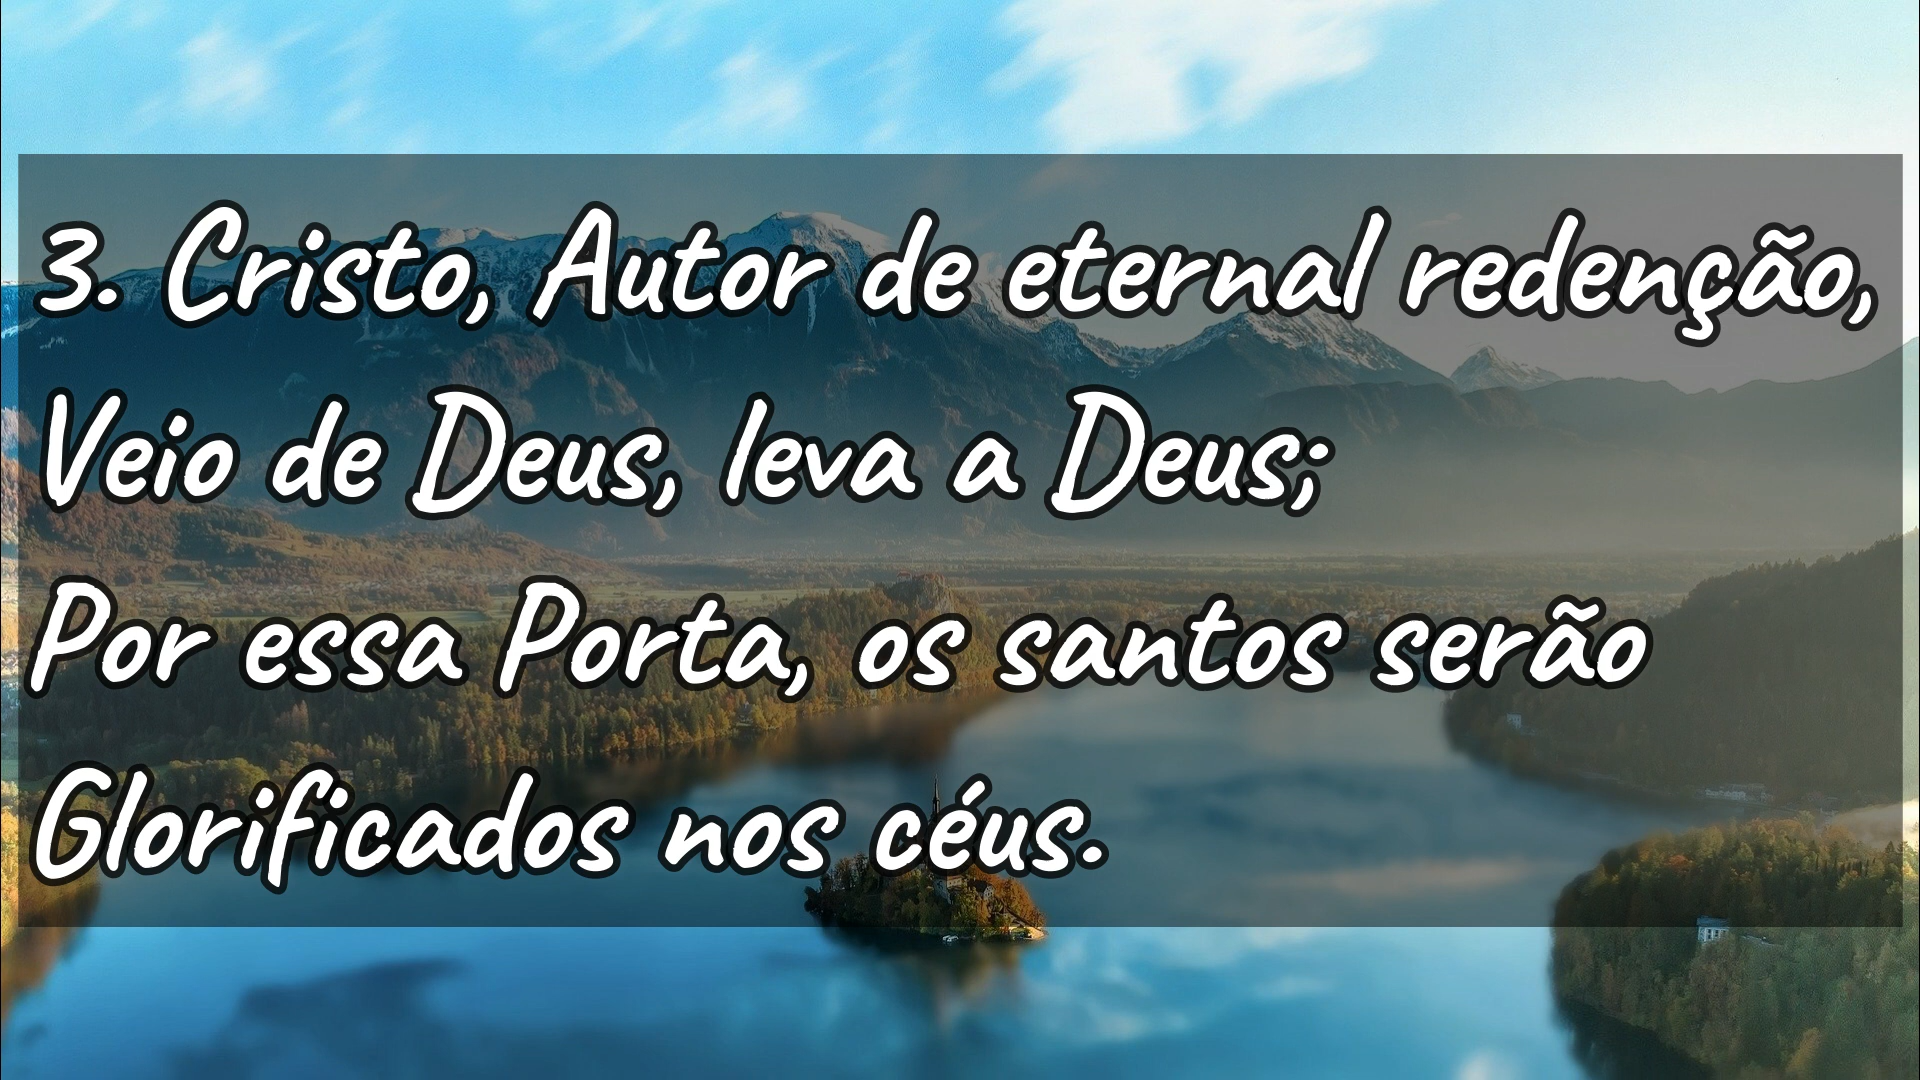 3. Cristo, Autor de eternal redenção,
Veio de Deus, leva a Deus;
Por essa Porta, os santos serão
Glorificados nos céus.